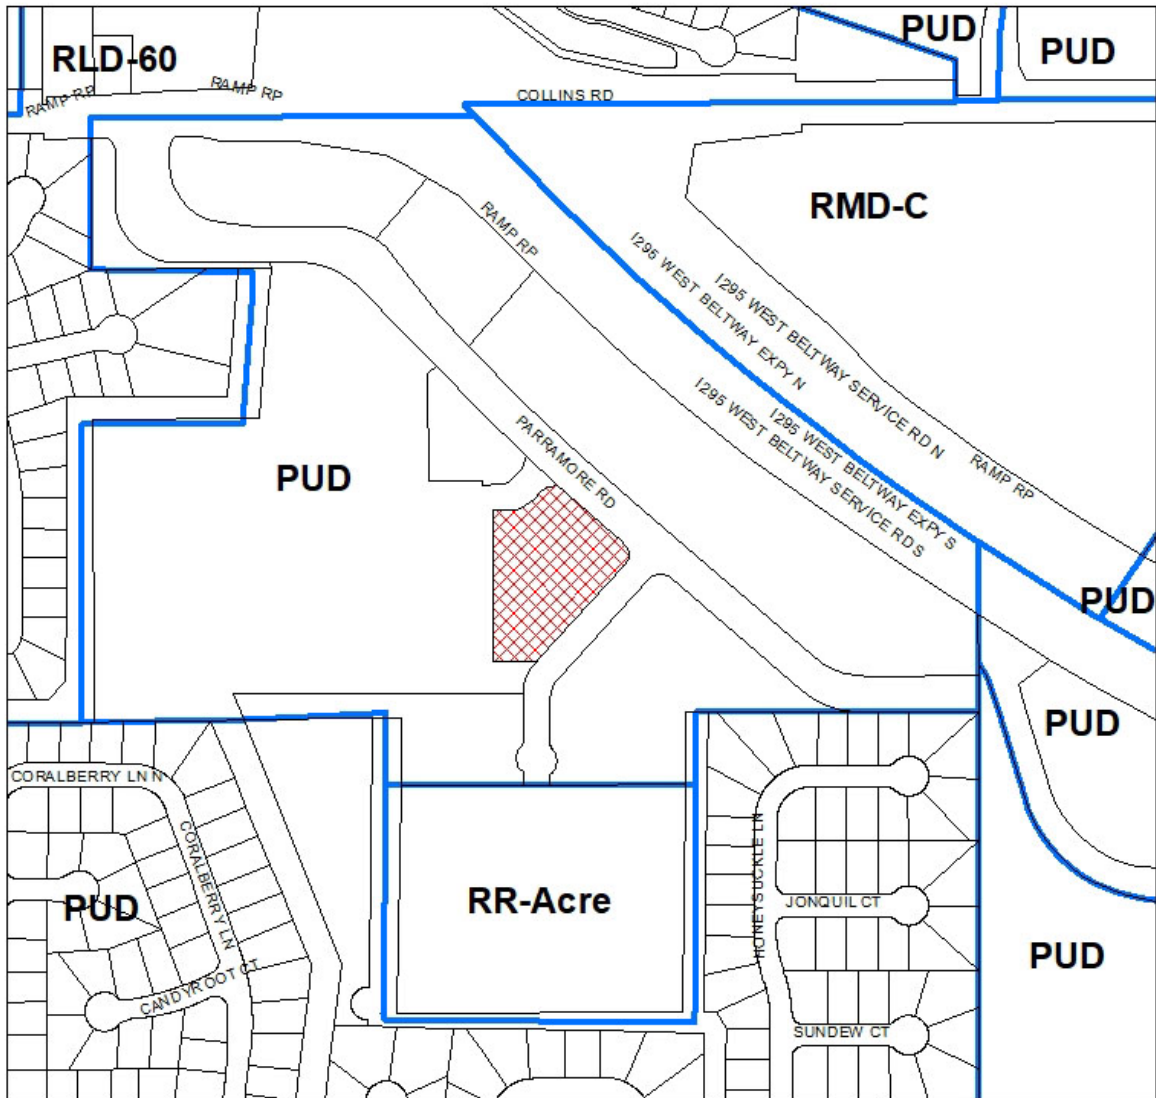 PUD
PUD
RLD-60
RAMP RP
RAMP RP
COLLINS RD
RMD-C
RAMP RP
I295 WEST BELTWAY EXPY N
I295 WEST BELTWAY SERVICE RD N
I295 WEST BELTWAY EXPY S
I295 WEST BELTWAY SERVICE RD S
RAMP RP
PARRAMORE RD
PUD
PUD
PUD
CORALBERRY LN N
CORALBERRY LN
HONEYSUCKLE LN
RR-Acre
JONQUIL CT
PUD
PUD
CANDYROOT CT
SUNDEW CT